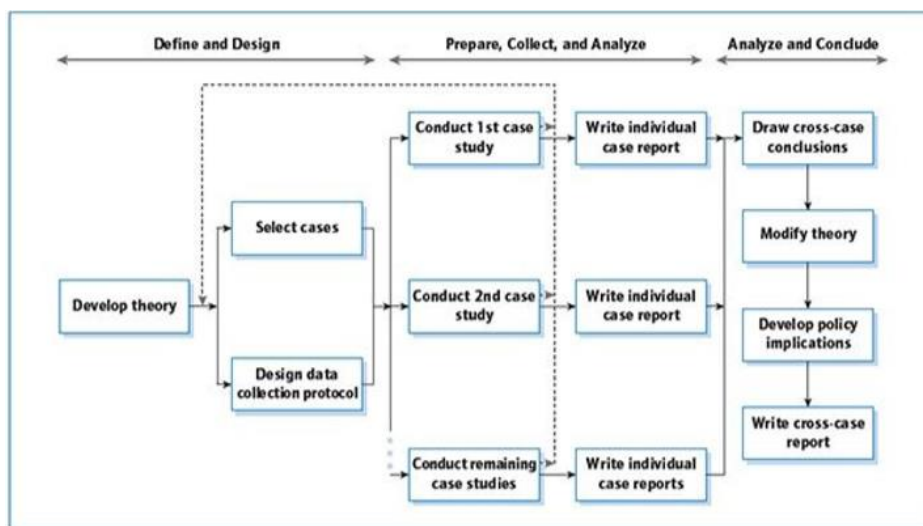 Define and Design
Prepare, Collect, and Analyze
Analyze and Conclude
Conduct 1st case
study
Write individual
case report
Draw cross-case
conclusions
Select cases
Modify theory
Develop theory
Conduct 2nd case
study
Write individual
case report
Develop policy
implications
Design data
collection protocol
Write cross-case
report
Conduct remaining
case studies
Write individual
case reports